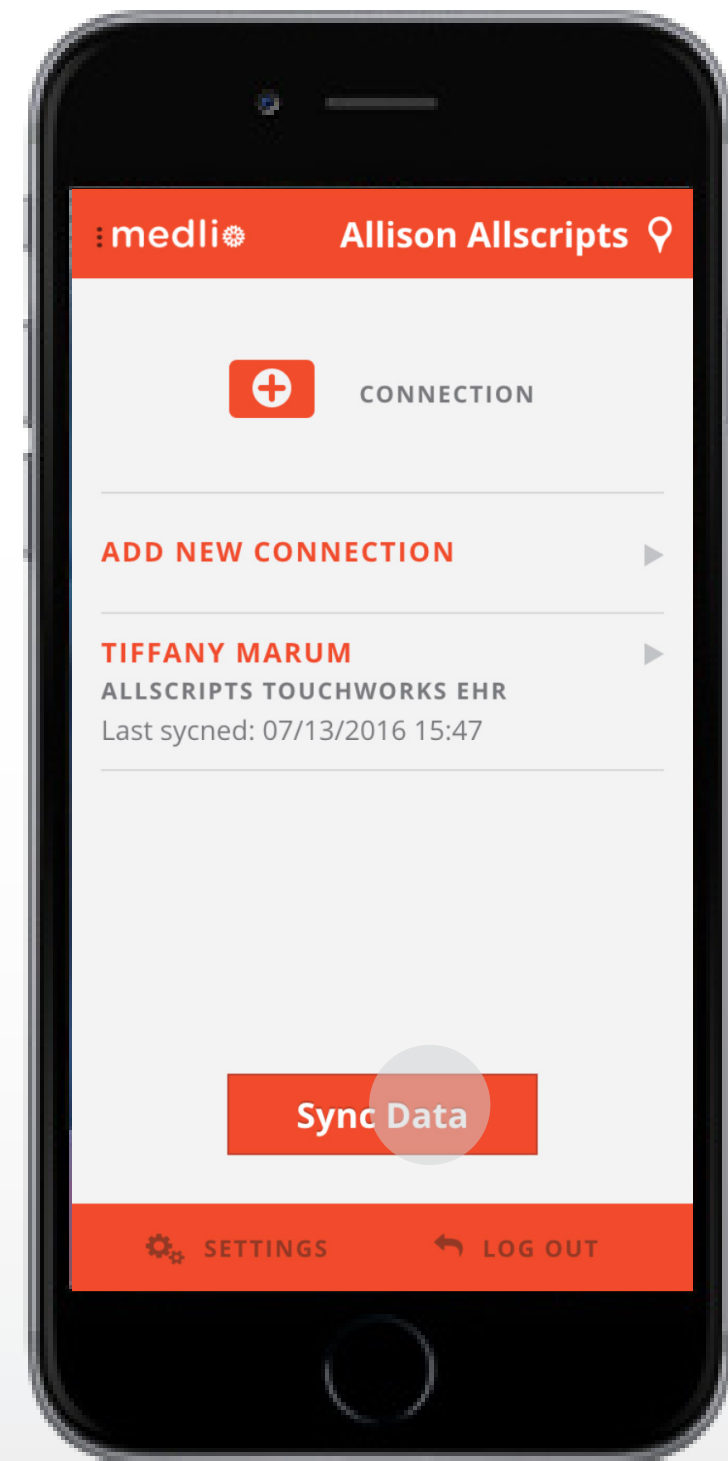 medlio
Allison Allscripts
CONNECTION
ADD NEW CONNECTION
TIFFANY MARUM
ALLSCRIPTS TOUCHWORKS EHR
Last sycned: 07/13/2016 15:47
Sync Data
SETTINGS LOG OUT